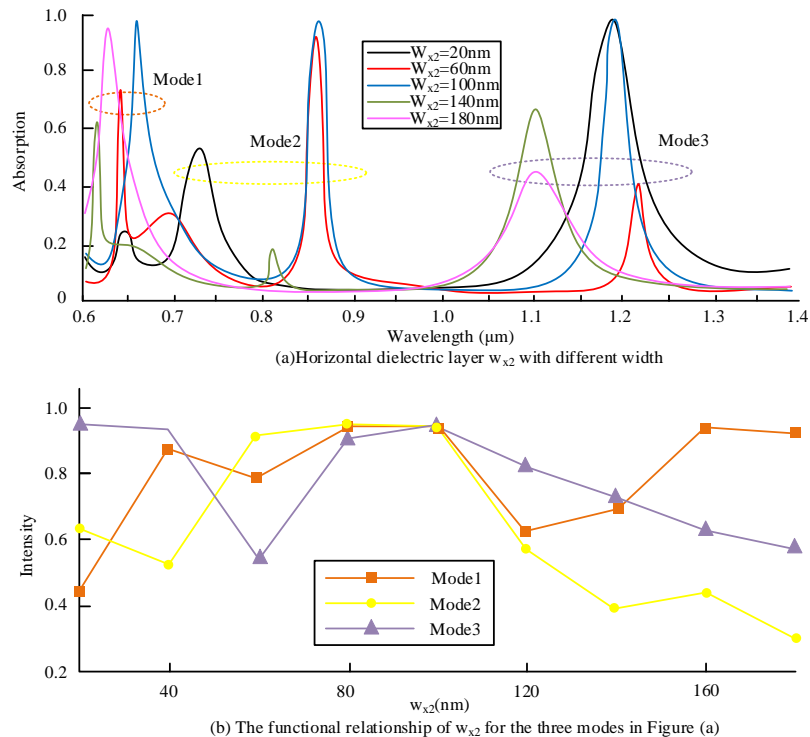 1.0
0.8
0.6
0.4
0.2
0
Absorption
Mode1
Mode2
Mode3
Wx2=20nm
Wx2=60nm
Wx2=100nm
Wx2=140nm
Wx2=180nm
0.6 0.7 0.8 0.9 1.0 1.1 1.2 1.3 1.4
Wavelength (μm)
(a)Horizontal dielectric layer wx2 with different width
1.0
0.8
0.6
0.4
0.2
Intensity
Mode1
Mode2
Mode3
40 80 120 160
wx2(nm)
(b) The functional relationship of wx2 for the three modes in Figure (a)